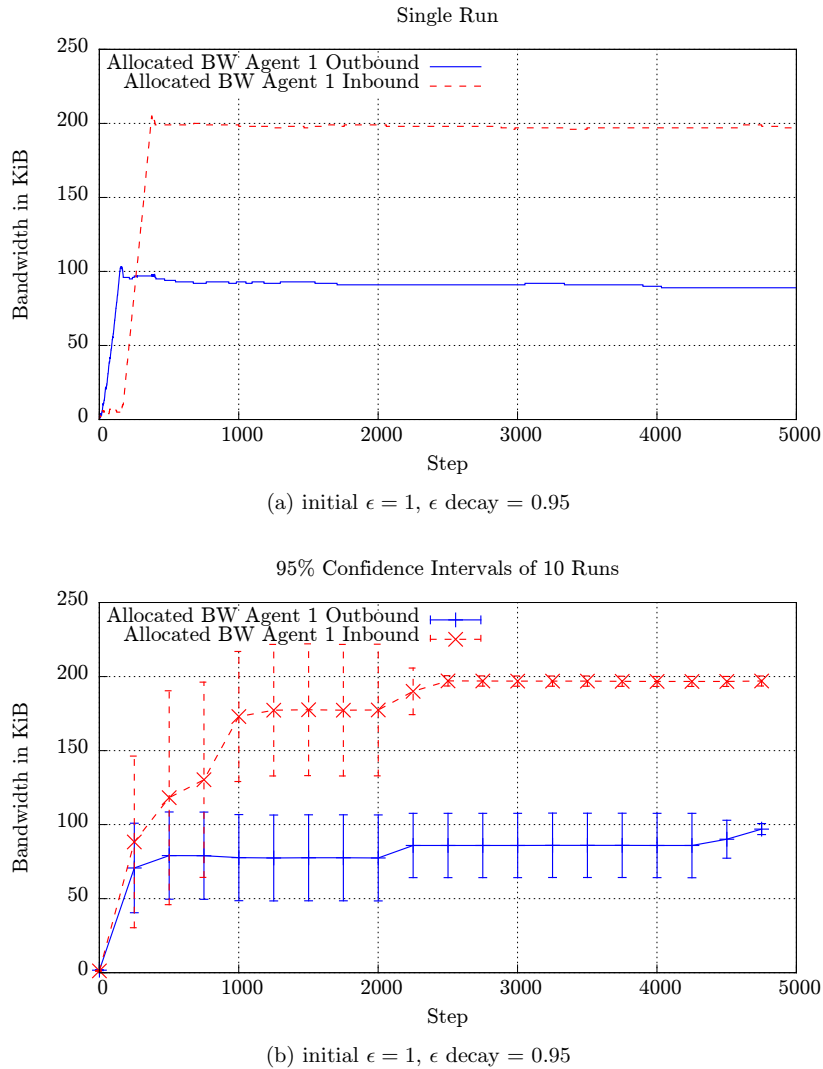 Single Run
250
200
150
100
50
0
Bandwidth in KiB
Allocated BW Agent 1 Outbound
Allocated BW Agent 1 Inbound
0 1000 2000 3000 4000 5000
Step
(a) initial ϵ = 1, ϵ decay = 0.95
95% Confidence Intervals of 10 Runs
250
200
150
100
50
0
Bandwidth in KiB
Allocated BW Agent 1 Outbound
Allocated BW Agent 1 Inbound
0 1000 2000 3000 4000 5000
Step
(b) initial ϵ = 1, ϵ decay = 0.95